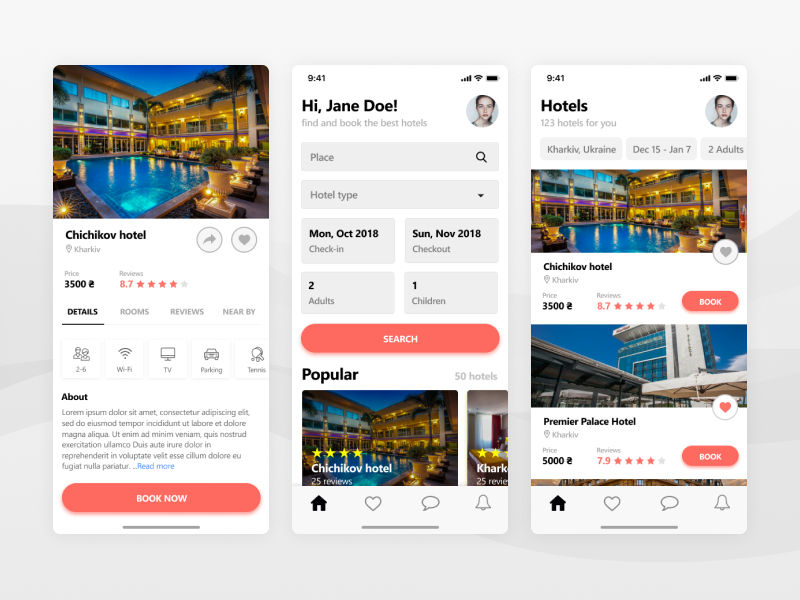 Chichikov hotel
Kharkiv
Price
3500 ₴
Reviews
8.7
DETAILS
ROOMS
REVIEWS
NEAR BY
2-6
Wi-Fi
TV
Parking
Tennis
About
Lorem ipsum dolor sit amet, consectetur adipiscing elit,
sed do eiusmod tempor incididunt ut labore et dolore
magna aliqua. Ut enim ad minim veniam, quis nostrud
exercitation ullamco Duis aute irure dolor in
reprehenderit in voluptate velit esse cillum dolore eu
fugiat nulla pariatur. ...Read more
BOOK NOW
9:41
Hi, Jane Doe!
find and book the best hotels
Place
Hotel type
Mon, Oct 2018
Check-in
Sun, Nov 2018
Checkout
2
Adults
1
Children
SEARCH
Popular
50 hotels
Chichikov hotel
25 reviews
Khark
25 revie
9:41
Hotels
123 hotels for you
Kharkiv, Ukraine
Dec 15 - Jan 7
2 Adults
Chichikov hotel
Kharkiv
Price
3500 ₴
Reviews
8.7
BOOK
Premier Palace Hotel
Kharkiv
Price
5000 ₴
Reviews
7.9
BOOK